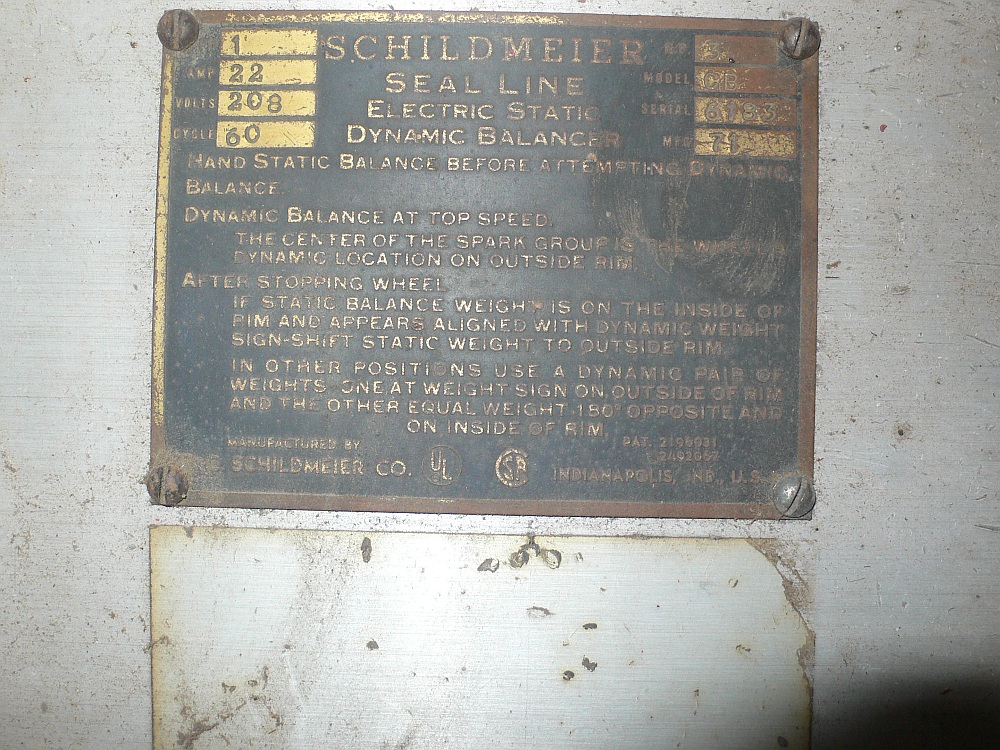 1 SCHILDMEIER H.P.
AMP 22 SEAL LINE MODEL CB
VOLTS 208 ELECTRIC STATIC SERIAL 6183
CYCLE 60 DYNAMIC BALANCER MFG 71
HAND STATIC BALANCE BEFORE ATTEMPTING DYNAMIC
BALANCE.
DYNAMIC BALANCE AT TOP SPEED.
THE CENTER OF THE SPARK GROUP IS THE
DYNAMIC LOCATION ON OUTSIDE RIM.
AFTER STOPPING WHEEL
IF STATIC BALANCE WEIGHT IS ON THE INSIDE OF
RIM AND APPEARS ALIGNED WITH DYNAMIC WEIGHT
SIGN-SHIFT STATIC WEIGHT TO OUTSIDE RIM.
IN OTHER POSITIONS USE A DYNAMIC PAIR OF
WEIGHTS, ONE AT WEIGHT SIGN ON OUTSIDE OF RIM
AND THE OTHER EQUAL WEIGHT 180° OPPOSITE AND
ON INSIDE OF RIM.
MANUFACTURED BY PAT.
SCHILDMEIER CO. UL INDIANAPOLIS, IND., U.S.